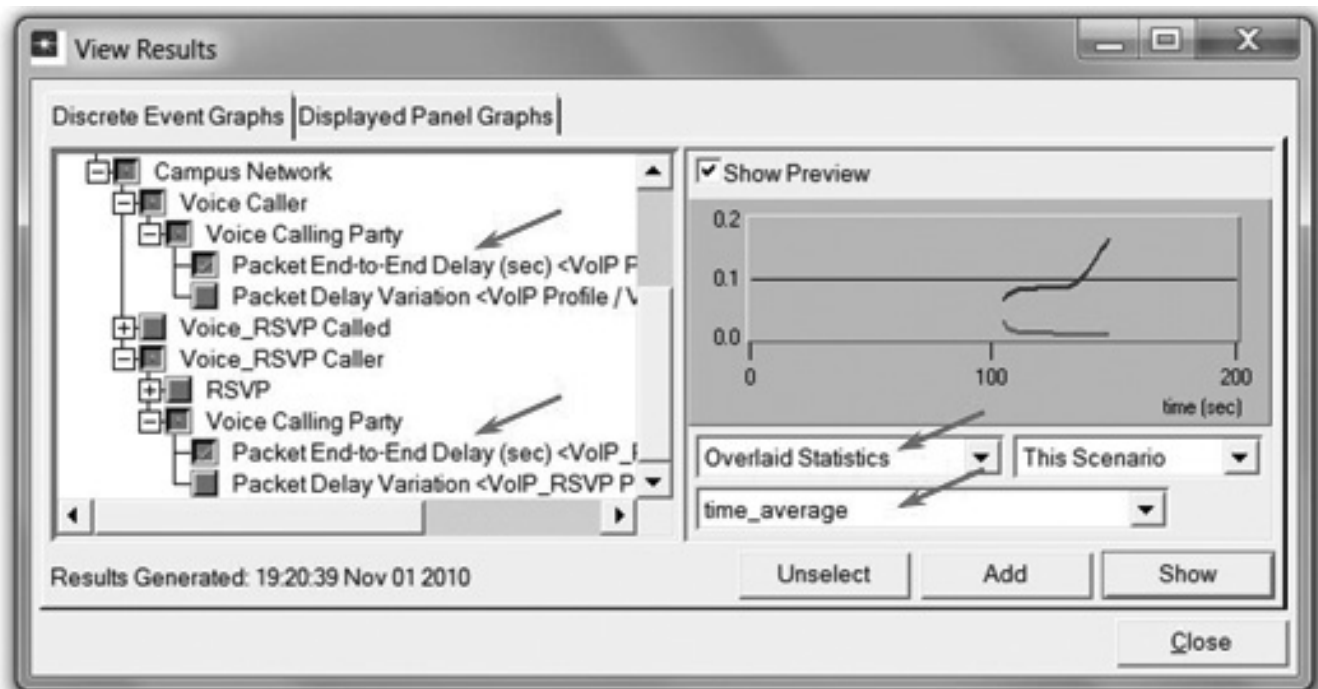 View Results
Discrete Event Graphs
Displayed Panel Graphs
Campus Network
Voice Caller
Voice Calling Party
Packet End-to-End Delay (sec) <VoIP P
Packet Delay Variation <VoIP Profile / V
Voice_RSVP Called
Voice_RSVP Caller
RSVP
Voice Calling Party
Packet End-to-End Delay (sec) <VoIP_
Packet Delay Variation <VoIP_RSVP P
Show Preview
0.2
0.1
0.0
0
100
200
time (sec)
Overlaid Statistics
This Scenario
time_average
Results Generated: 19:20:39 Nov 01 2010
Unselect
Add
Show
Close